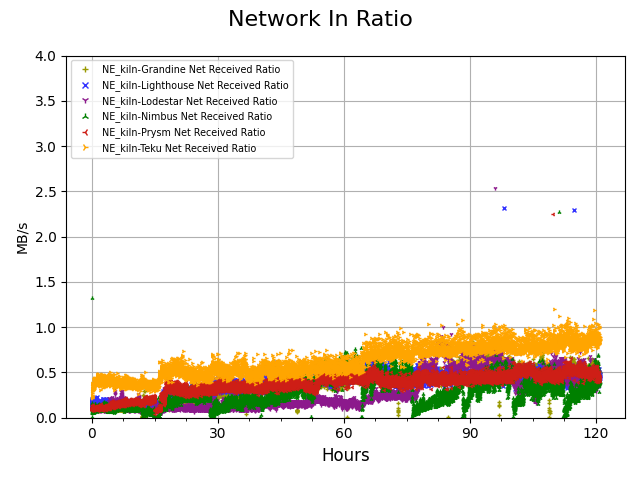 Network In Ratio
4.0
3.5
3.0
2.5
2.0
1.5
1.0
0.5
0.0
MB/s
NE_kiln-Grandine Net Received Ratio
NE_kiln-Lighthouse Net Received Ratio
NE_kiln-Lodestar Net Received Ratio
NE_kiln-Nimbus Net Received Ratio
NE_kiln-Prysm Net Received Ratio
NE_kiln-Teku Net Received Ratio
0 30 60 90 120
Hours